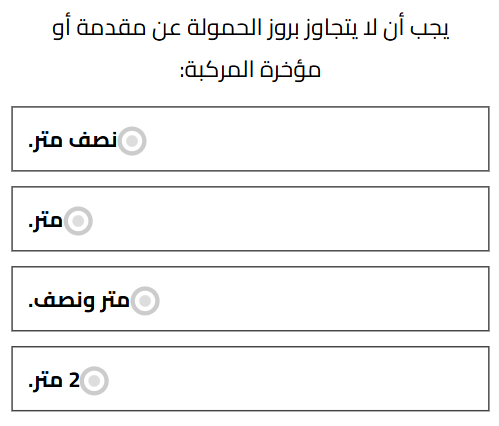 يجب أن لا يتجاوز بروز الحمولة عن مقدمة أو
مؤخرة المركبة:
نصف متر.
متر.
متر ونصف.
2 متر.